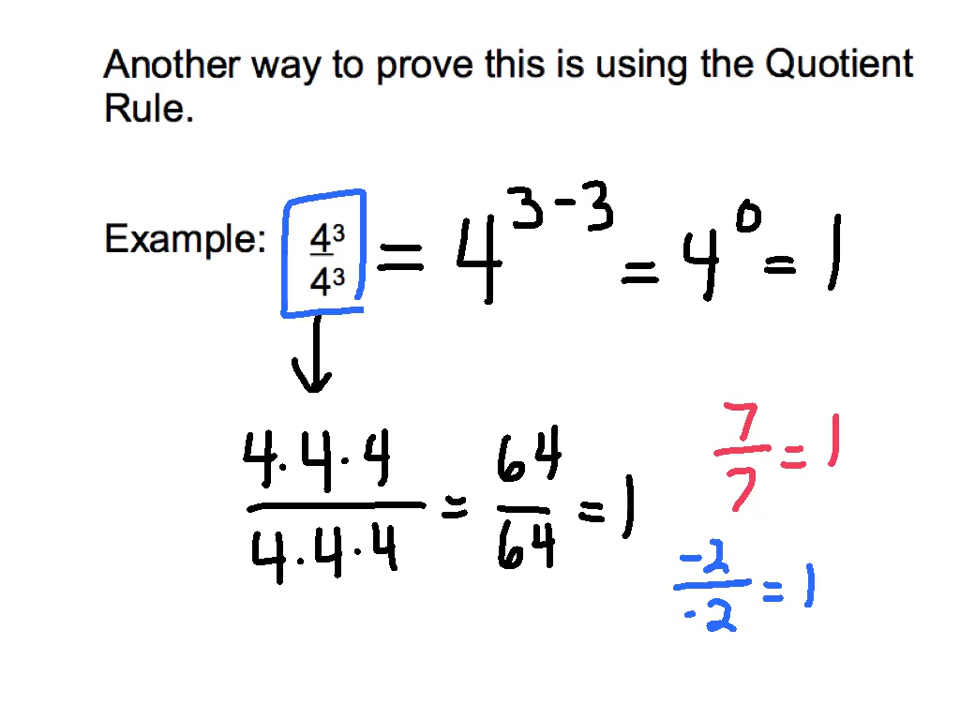 Another way to prove this is using the Quotient
Rule.
Example: 4³/4³ = 4³⁻³ = 4⁰ = 1
4·4·4/4·4·4 = 64/64 = 1
7/7 = 1
-2/-2 = 1